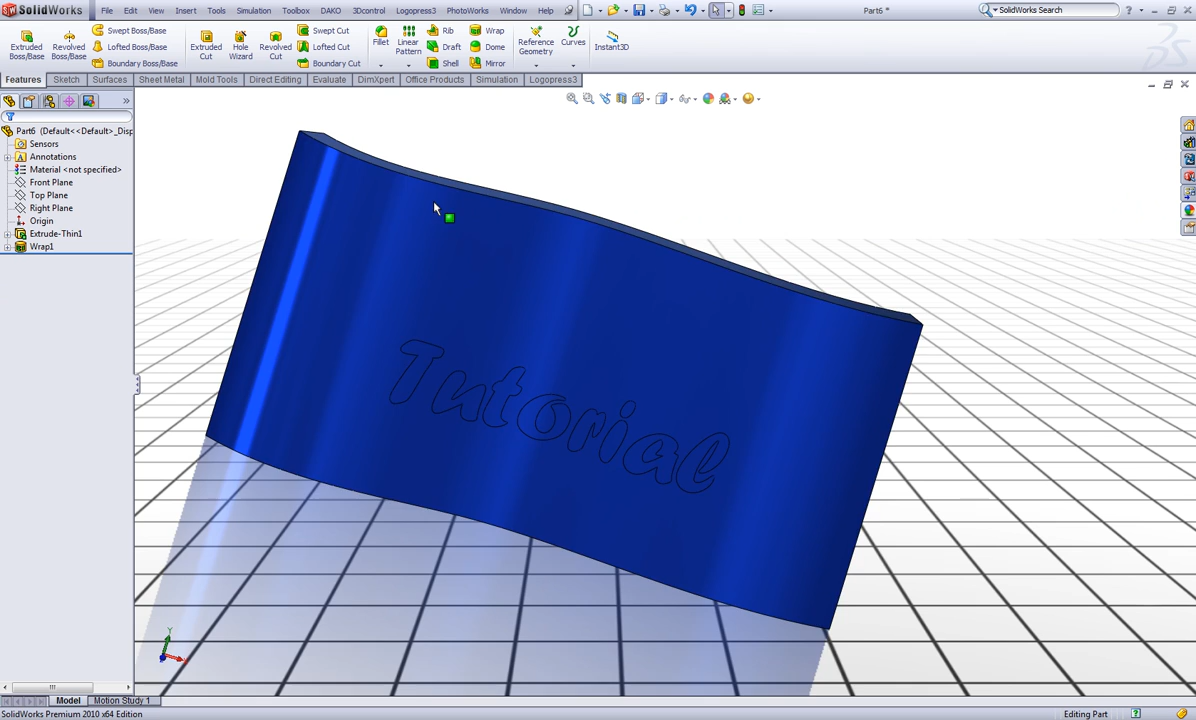 SolidWorks File Edit View Insert Tools Simulation Toolbox DAKO 3Dcontrol Logopress3 PhotoWorks Window Help Part6 * SolidWorks Search
Extruded Boss/Base
Revolved Boss/Base
Swept Boss/Base
Lofted Boss/Base
Boundary Boss/Base
Extruded Cut
Hole Wizard
Revolved Cut
Swept Cut
Lofted Cut
Boundary Cut
Fillet
Linear Pattern
Rib
Draft
Shell
Wrap
Dome
Mirror
Reference Geometry
Curves
Instant3D
Features Sketch Surfaces Sheet Metal Mold Tools Direct Editing Evaluate DimXpert Office Products Simulation Logopress3
Part6 (Default<<Default>_Disp
Sensors
Annotations
Material <not specified>
Front Plane
Top Plane
Right Plane
Origin
Extrude-Thin1
Wrap1
Tutorial
Y
Model Motion Study 1
SolidWorks Premium 2010 x64 Edition Editing Part